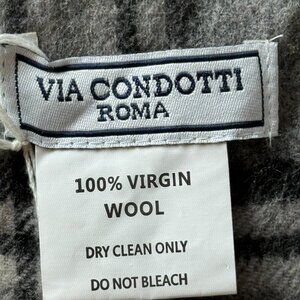 VIA CONDOTTI
ROMA
100% VIRGIN
WOOL
DRY CLEAN ONLY
DO NOT BLEACH